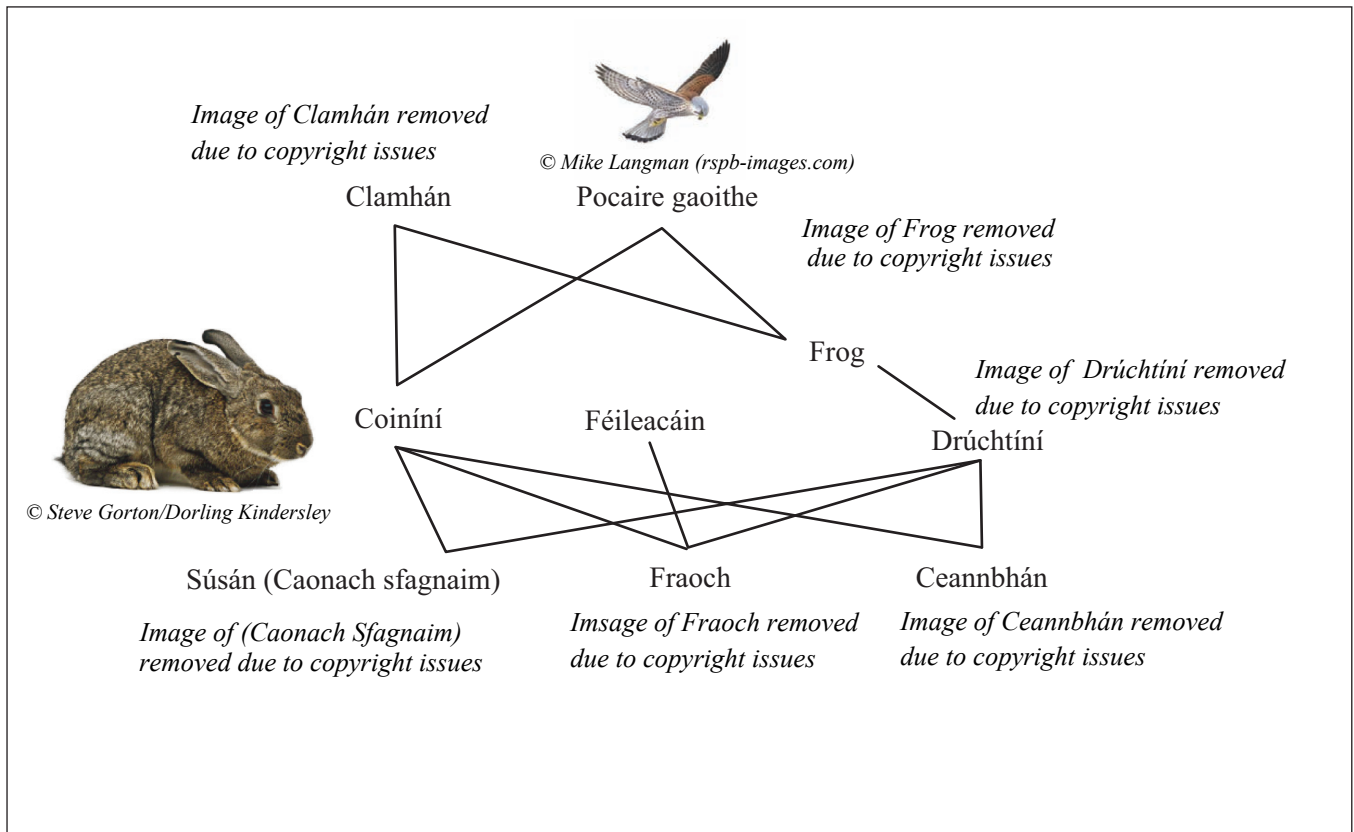 Image of Clamhán removed
due to copyright issues
© Mike Langman (rspb-images.com)
Clamhán
Pocaire gaoithe
Image of Frog removed
due to copyright issues
Frog
Image of Drúchtíní removed
due to copyright issues
Coiníní
Féileacáin
Drúchtíní
© Steve Gorton/Dorling Kindersley
Súsán (Caonach sfagnaim)
Fraoch
Ceannbhán
Image of (Caonach Sfagnaim)
removed due to copyright issues
Imsage of Fraoch removed
due to copyright issues
Image of Ceannbhán removed
due to copyright issues